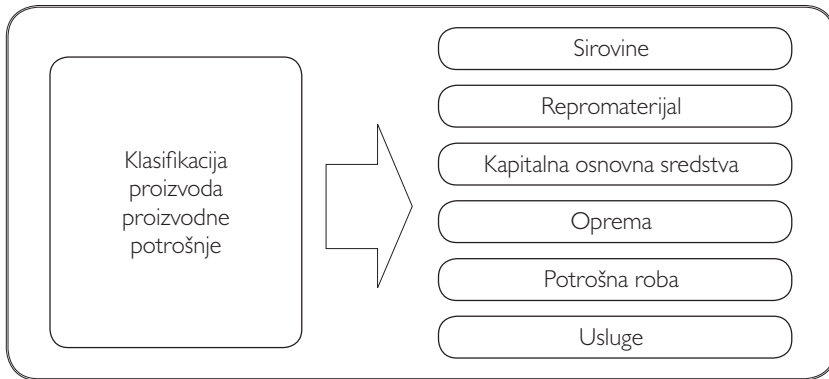 Klasifikacija
proizvoda
proizvodne
potrošnje
Sirovine
Repromaterijal
Kapitalna osnovna sredstva
Oprema
Potrošna roba
Usluge